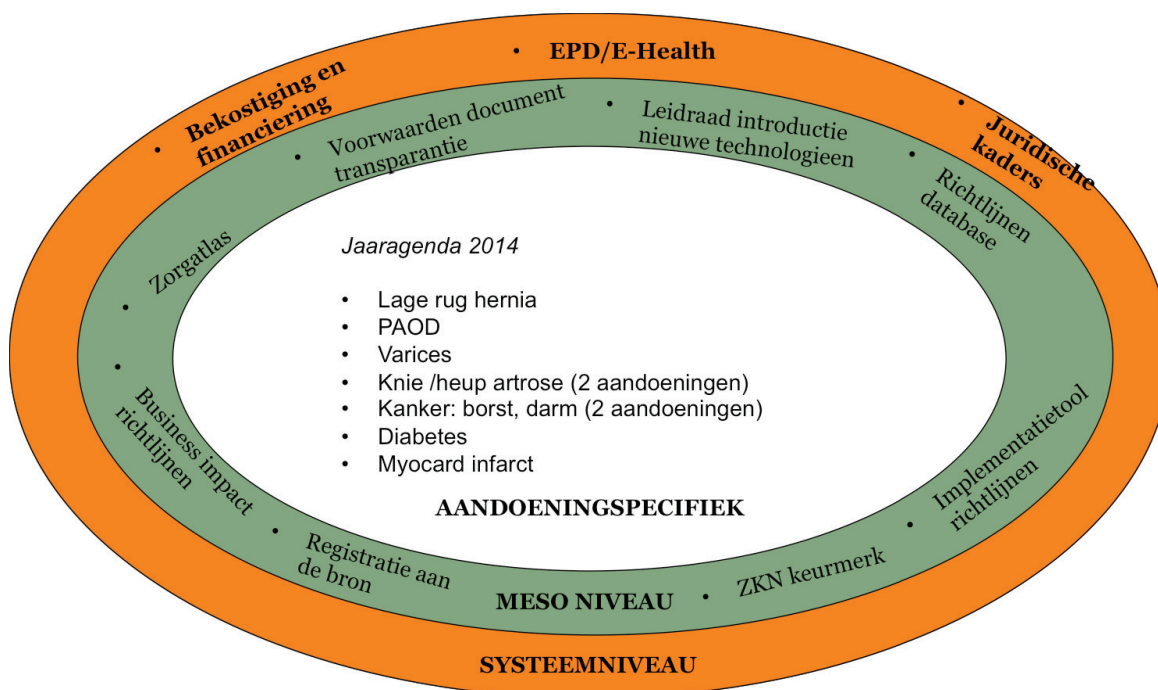 • EPD/E-Health
• Bekostiging en
financiering
• Juridische
kaders
• Voorwaarden document
transparantie
• Leidraad introductie
nieuwe technologieen
• Richtlijnen
database
• Zorgatlas
Jaaragenda 2014
• Lage rug hernia
• PAOD
• Varices
• Knie /heup artrose (2 aandoeningen)
• Kanker: borst, darm (2 aandoeningen)
• Diabetes
• Myocard infarct
AANDOENINGSPECIFIEK
• Business impact
richtlijnen
• Implementatietool
richtlijnen
• Registratie aan
de bron
• ZKN keurmerk
MESO NIVEAU
SYSTEEMNIVEAU